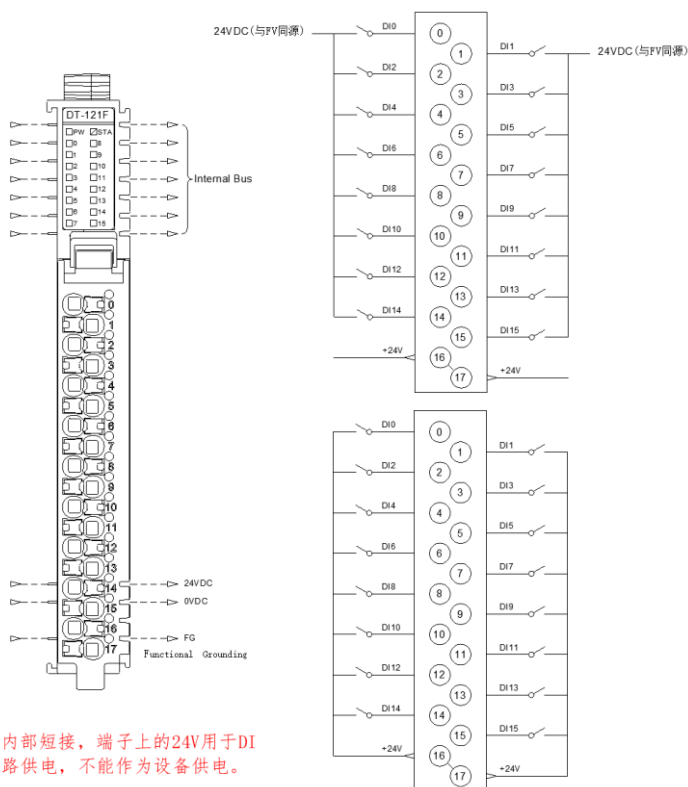 DT-121F
PW STA
0 8
1 9
2 10
3 11
4 12
5 13
6 14
7 15
Internal Bus
0
1
2
3
4
5
6
7
8
9
10
11
12
13
14
15
16
17
24VDC
0VDC
FG
Functional Grounding
内部短接，端子上的24V用于DI
路供电，不能作为设备供电。
24VDC(与FV同源)
DI0 0
1 DI1
24VDC(与FV同源)
DI2 2
3 DI3
DI4 4
5 DI5
DI6 6
7 DI7
DI8 8
9 DI9
DI10 10
11 DI11
DI12 12
13 DI13
DI14 14
15 DI15
+24V 16
17 +24V
DI0 0
1 DI1
DI2 2
3 DI3
DI4 4
5 DI5
DI6 6
7 DI7
DI8 8
9 DI9
DI10 10
11 DI11
DI12 12
13 DI13
DI14 14
15 DI15
+24V 16
17 +24V